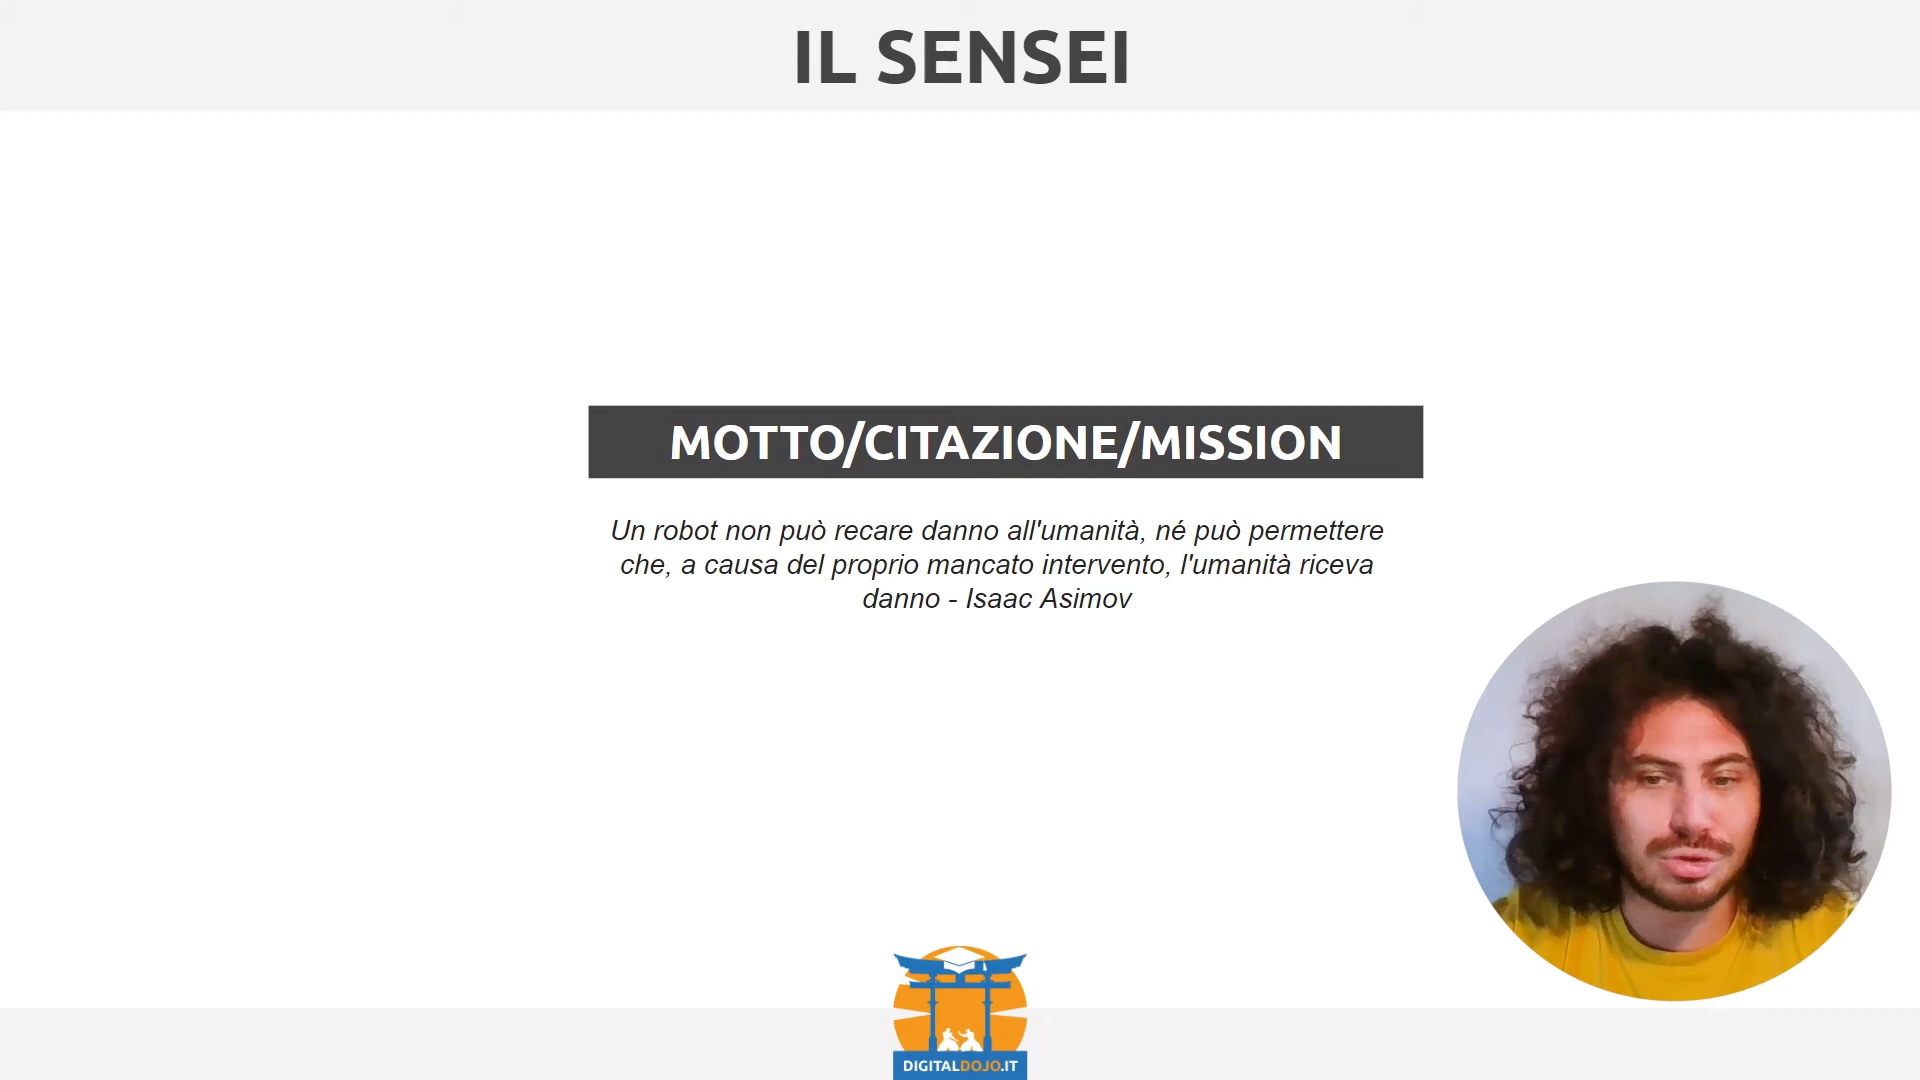 IL SENSEI
MOTTO/CITAZIONE/MISSION
Un robot non può recare danno all'umanità, né può permettere
che, a causa del proprio mancato intervento, l'umanità riceva
danno - Isaac Asimov
DIGITALDOJO.IT